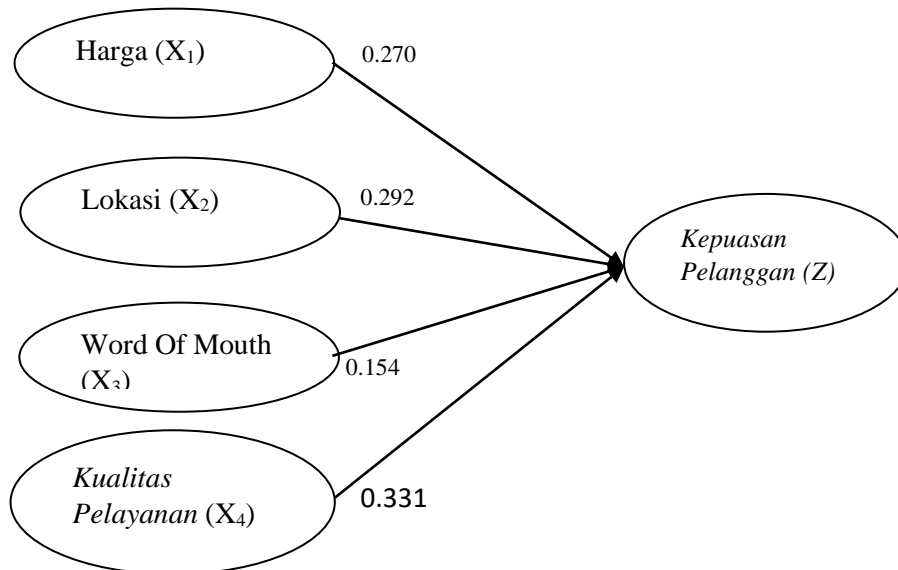 Harga (X₁)
0.270
Lokasi (X₂)
0.292
Kepuasan
Pelanggan (Z)
Word Of Mouth
(X₃)
0.154
Kualitas
Pelayanan (X₄)
0.331